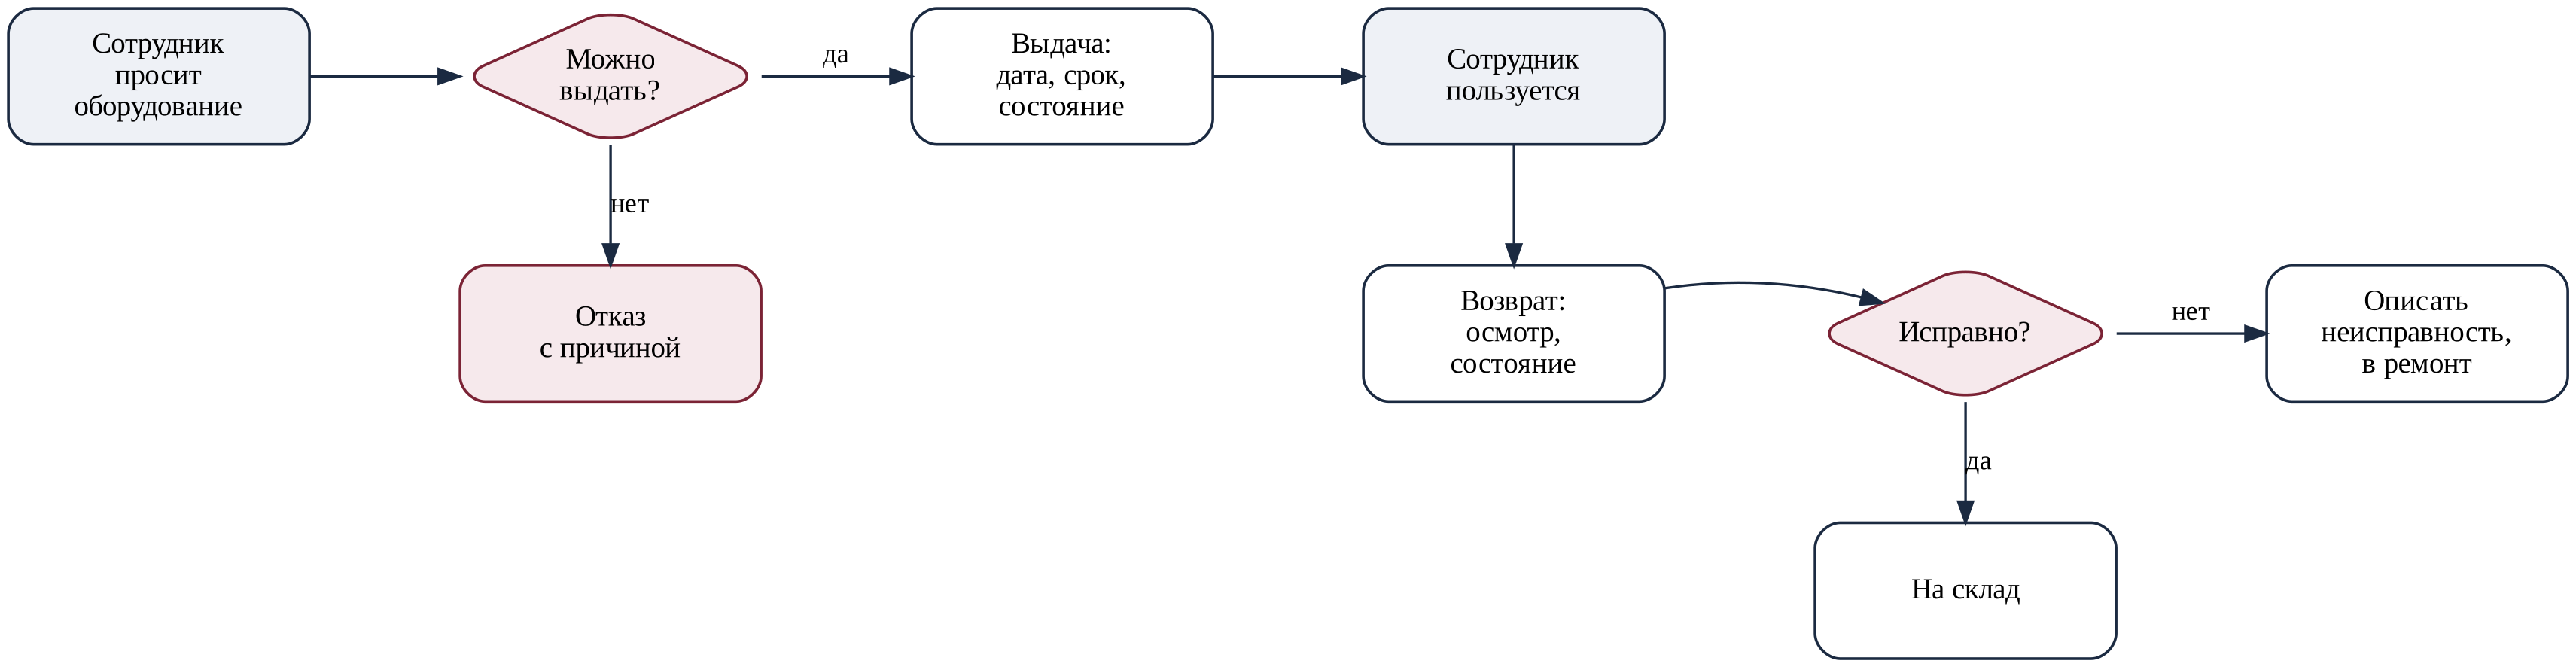 Сотрудник
просит
оборудование
Можно
выдать?
да
Выдача:
дата, срок,
состояние
Сотрудник
пользуется
нет
Отказ
с причиной
Возврат:
осмотр,
состояние
Исправно?
нет
Описать
неисправность,
в ремонт
да
На склад